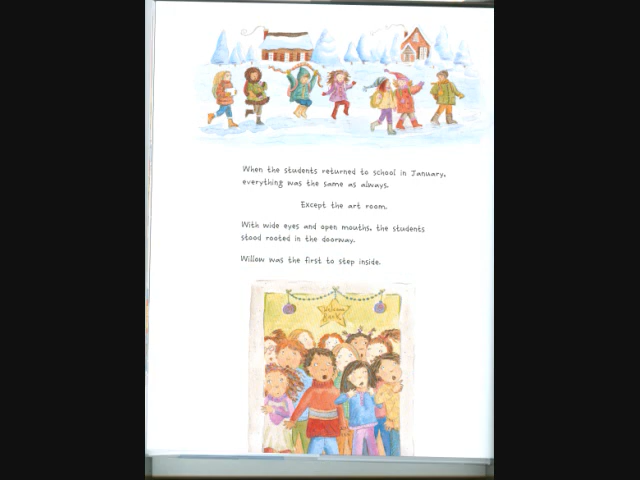 When the students returned to school in January,
everything was the same as always.
Except the art room.
With wide eyes and open mouths, the students
stood rooted in the doorway.
Willow was the first to step inside.
Welcome
Back